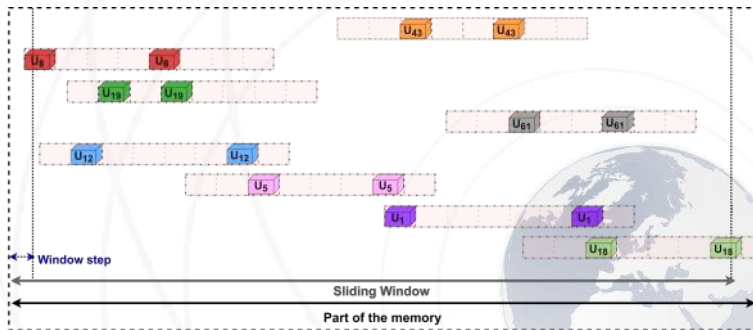 U43 U43
U8 U8
U19 U19
U61 U61
U12 U12
U5 U5
U1 U1
U18 U18
Window step
Sliding Window
Part of the memory